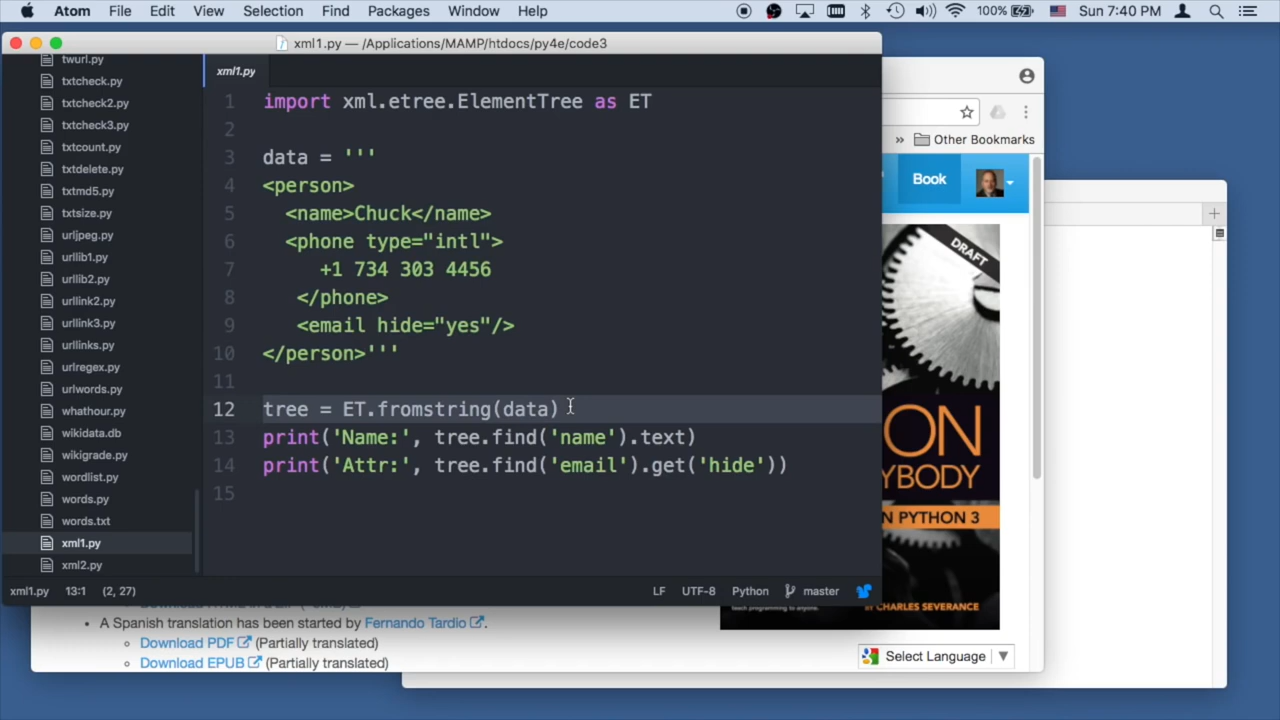 Atom File Edit View Selection Find Packages Window Help 100% Sun 7:40 PM
xml1.py — /Applications/MAMP/htdocs/py4e/code3
twurl.py
txtcheck.py
txtcheck2.py
txtcheck3.py
txtcount.py
txtdelete.py
txtmd5.py
txtsize.py
urljpeg.py
urllib1.py
urllib2.py
urllink2.py
urllink3.py
urllinks.py
urlregex.py
urlwords.py
whathour.py
wikidata.db
wikigrade.py
wordlist.py
words.py
words.txt
xml1.py
xml2.py
xml1.py
1 import xml.etree.ElementTree as ET
2
3 data = '''
4 <person>
5 <name>Chuck</name>
6 <phone type="intl">
7 +1 734 303 4456
8 </phone>
9 <email hide="yes"/>
10 </person>'''
11
12 tree = ET.fromstring(data)
13 print('Name:', tree.find('name').text)
14 print('Attr:', tree.find('email').get('hide'))
15
xml1.py 13:1 (2, 27) LF UTF-8 Python master
» Other Bookmarks
Book
DRAFT
ON
YBODY
N PYTHON 3
teach programming to anyone.
BY CHARLES SEVERANCE
A Spanish translation has been started by Fernando Tardio.
Download PDF (Partially translated)
Download EPUB (Partially translated)
Select Language ▼